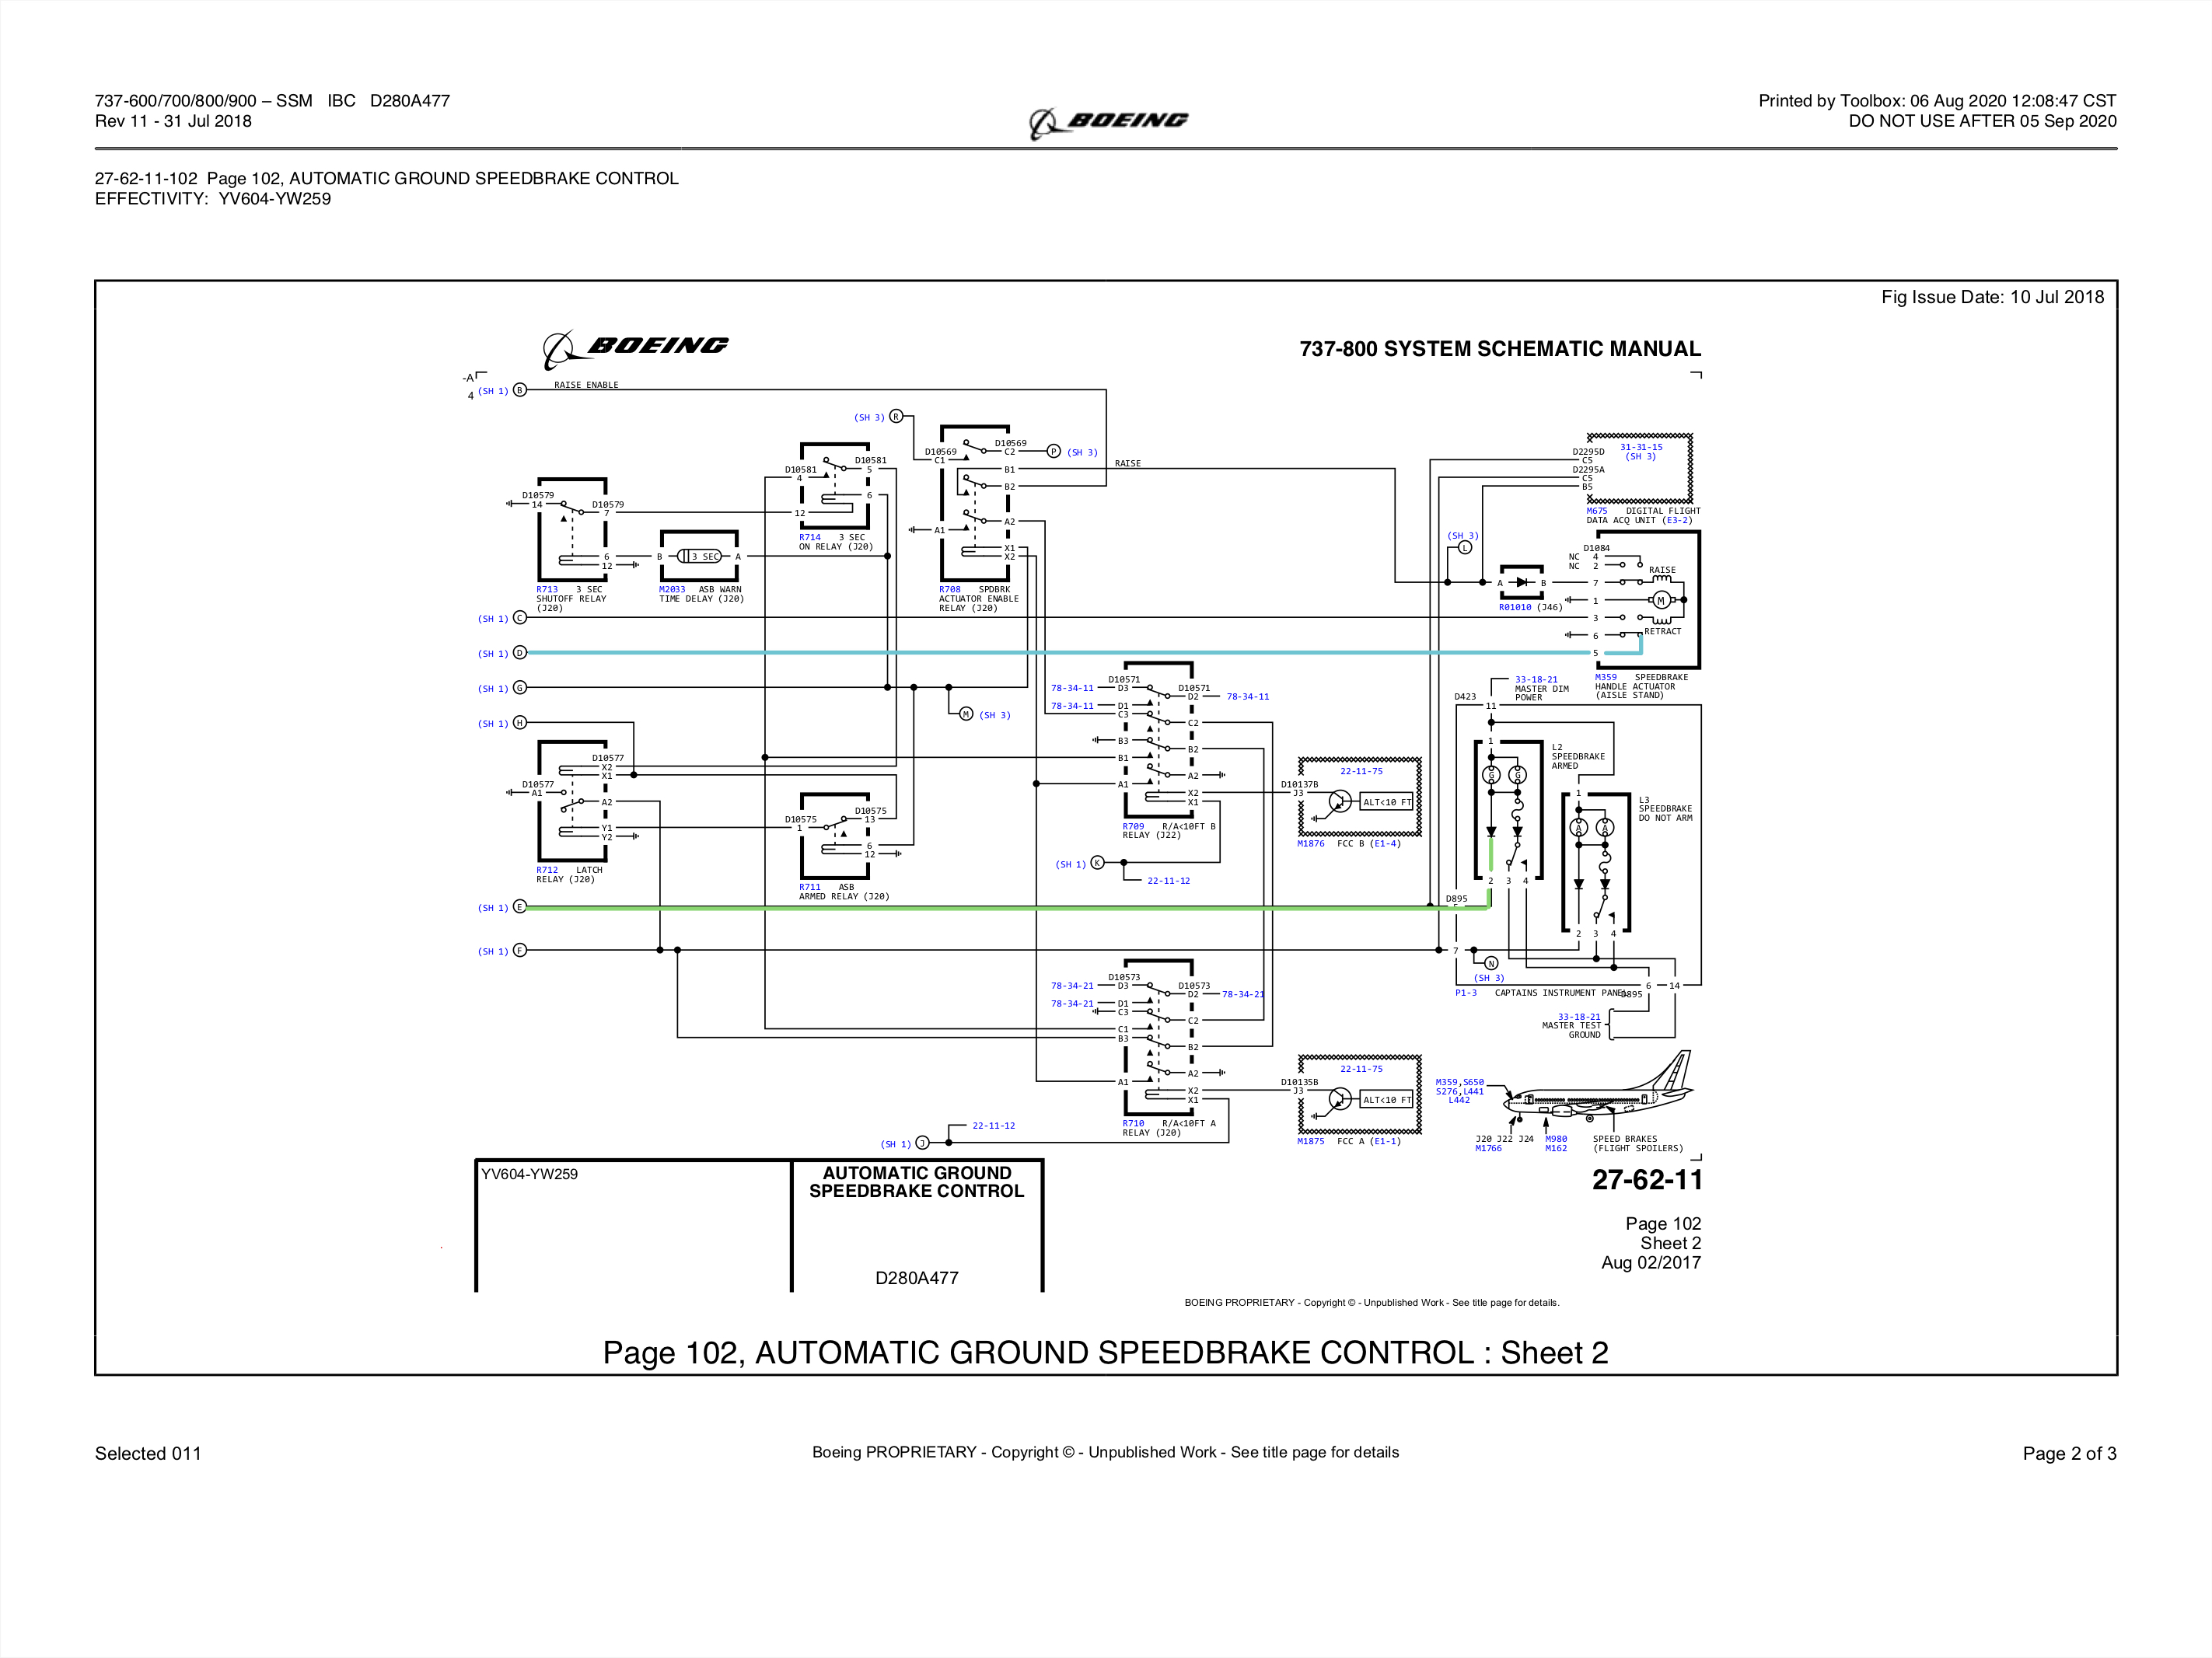 737-600/700/800/900 – SSM IBC D280A477
Rev 11 - 31 Jul 2018
BOEING
Printed by Toolbox: 06 Aug 2020 12:08:47 CST
DO NOT USE AFTER 05 Sep 2020
27-62-11-102 Page 102, AUTOMATIC GROUND SPEEDBRAKE CONTROL
EFFECTIVITY: YV604-YW259
Fig Issue Date: 10 Jul 2018
BOEING
737-800 SYSTEM SCHEMATIC MANUAL
-A
4 (SH 1) B RAISE ENABLE
(SH 3) R
D10569 C1
D10569 C2 P (SH 3)
B1 RAISE
B2
A1
A2
X1
X2
R708 SPDBRK
ACTUATOR ENABLE
RELAY (J20)
D10581 4
D10581 5
6
12
R714 3 SEC
ON RELAY (J20)
D10579 14
D10579 7
6
12
R713 3 SEC
SHUTOFF RELAY
(J20)
B 3 SEC A
M2033 ASB WARN
TIME DELAY (J20)
D2295D C5
D2295A C5
B5
31-31-15
(SH 3)
M675 DIGITAL FLIGHT
DATA ACQ UNIT (E3-2)
(SH 3)
L
A B
R01010 (J46)
D1084
NC 4
NC 2
RAISE
7
1
M
3
6
RETRACT
5
M359 SPEEDBRAKE
HANDLE ACTUATOR
(AISLE STAND)
(SH 1) C
(SH 1) D
(SH 1) G
M (SH 3)
(SH 1) H
D10577
X2
X1
D10577
A1
A2
Y1
Y2
R712 LATCH
RELAY (J20)
D10575 1
D10575 13
6
12
R711 ASB
ARMED RELAY (J20)
(SH 1) E
(SH 1) F
D10571
78-34-11 D3
D10571
D2 78-34-11
78-34-11 D1
C3
C2
B3
B2
B1
A2
A1
X2
X1
R709 R/A<10FT B
RELAY (J22)
(SH 1) K
22-11-12
22-11-75
D10137B
J3
ALT<10 FT
M1876 FCC B (E1-4)
33-18-21
MASTER DIM
POWER
D423
11
1
G G
L2
SPEEDBRAKE
ARMED
2 3 4
1
A A
L3
SPEEDBRAKE
DO NOT ARM
2 3 4
D895
7
N
(SH 3)
P1-3 CAPTAINS INSTRUMENT PANEL
D895
6 14
33-18-21
MASTER TEST
GROUND
D10573
78-34-21 D3
D10573
D2 78-34-21
78-34-21 D1
C3
C2
C1
B3
B2
A2
A1
X2
X1
R710 R/A<10FT A
RELAY (J20)
22-11-12
(SH 1) J
22-11-75
D10135B
J3
ALT<10 FT
M1875 FCC A (E1-1)
M359,S650
S276,L441
L442
J20 J22 J24
M1766
M980
M162
SPEED BRAKES
(FLIGHT SPOILERS)
YV604-YW259
AUTOMATIC GROUND
SPEEDBRAKE CONTROL
D280A477
27-62-11
Page 102
Sheet 2
Aug 02/2017
BOEING PROPRIETARY - Copyright © - Unpublished Work - See title page for details.
Page 102, AUTOMATIC GROUND SPEEDBRAKE CONTROL : Sheet 2
Selected 011
Boeing PROPRIETARY - Copyright © - Unpublished Work - See title page for details
Page 2 of 3